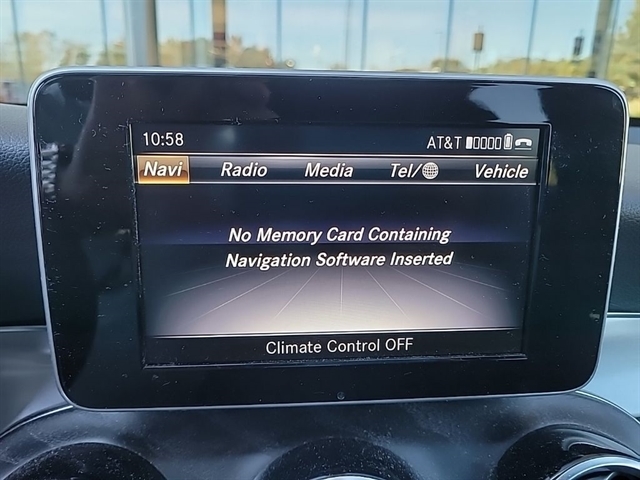 10:58 AT&T
Navi Radio Media Tel/ Vehicle
No Memory Card Containing
Navigation Software Inserted
Climate Control OFF